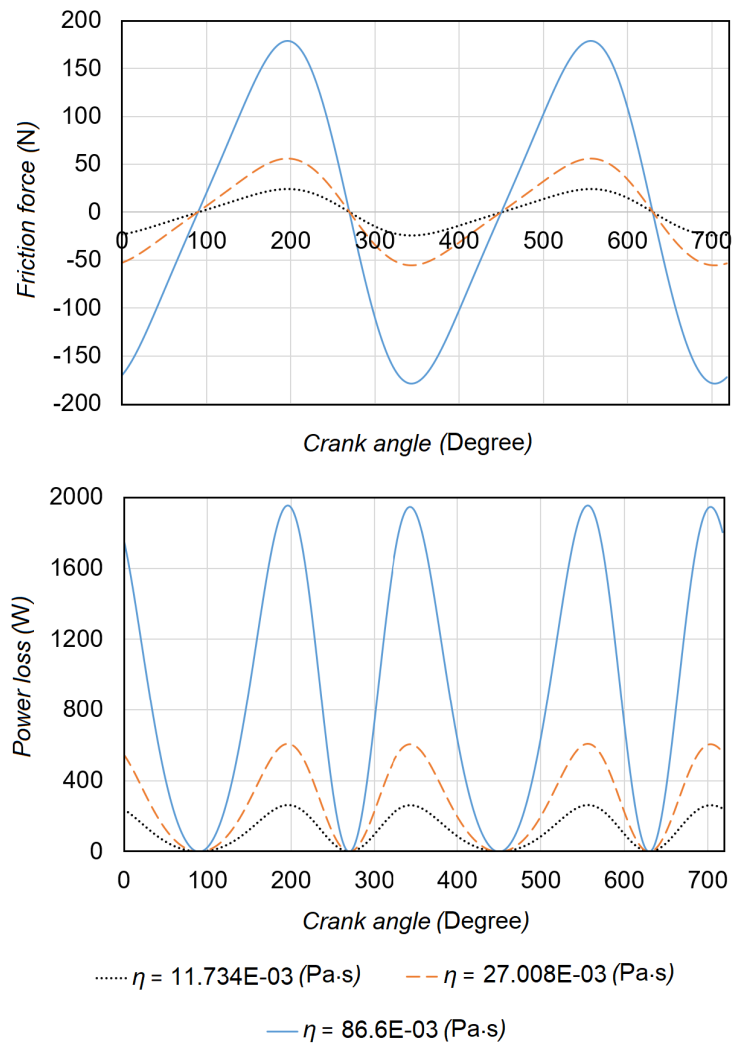 200
150
100
50
0
-50
-100
-150
-200
Friction force (N)
0 100 200 300 400 500 600 700
Crank angle (Degree)
2000
1600
1200
800
400
0
Power loss (W)
0 100 200 300 400 500 600 700
Crank angle (Degree)
η = 11.734E-03 (Pa·s) η = 27.008E-03 (Pa·s)
η = 86.6E-03 (Pa·s)